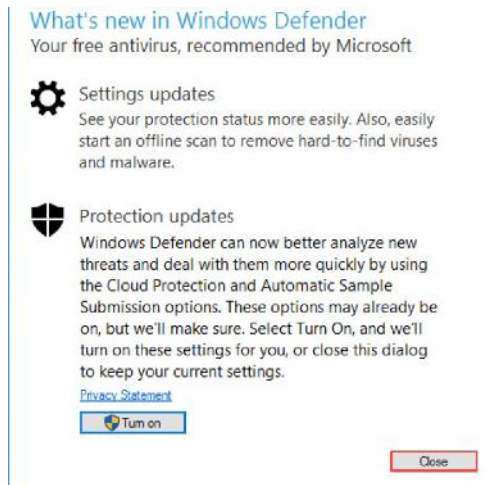 What's new in Windows Defender
Your free antivirus, recommended by Microsoft
Settings updates
See your protection status more easily. Also, easily
start an offline scan to remove hard-to-find viruses
and malware.
Protection updates
Windows Defender can now better analyze new
threats and deal with them more quickly by using
the Cloud Protection and Automatic Sample
Submission options. These options may already be
on, but we'll make sure. Select Turn On, and we'll
turn on these settings for you, or close this dialog
to keep your current settings.
Privacy Statement
Turn on
Close